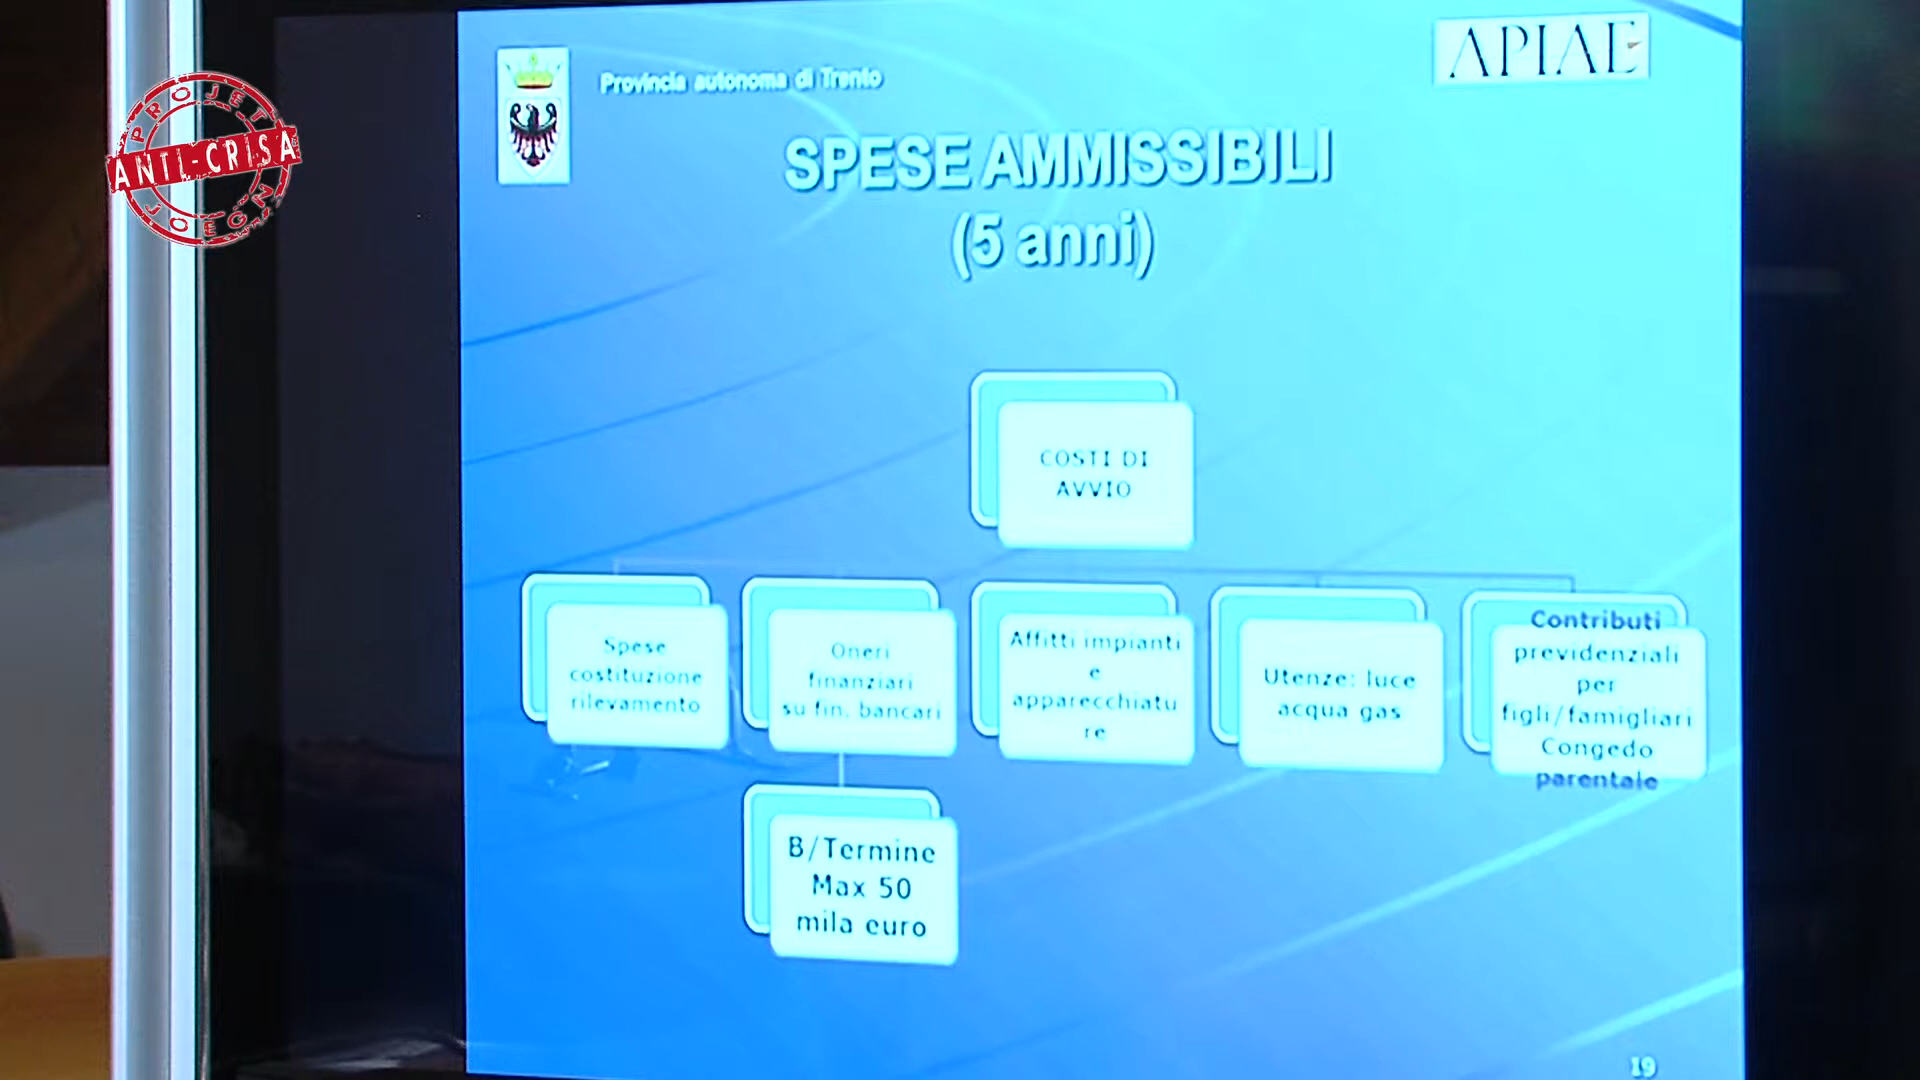 PROJET
ANTI-CRISA
LOEGN
Provincia autonoma di Trento
APIAE
SPESE AMMISSIBILI
(5 anni)
COSTI DI
AVVIO
Spese
costituzione
rilevamento
Oneri
finanziari
su fin. bancari
Affitti impianti
e
apparecchiatu
re
Utenze: luce
acqua gas
Contributi
previdenziali
per
figli/famigliari
Congedo
parentale
B/Termine
Max 50
mila euro
19